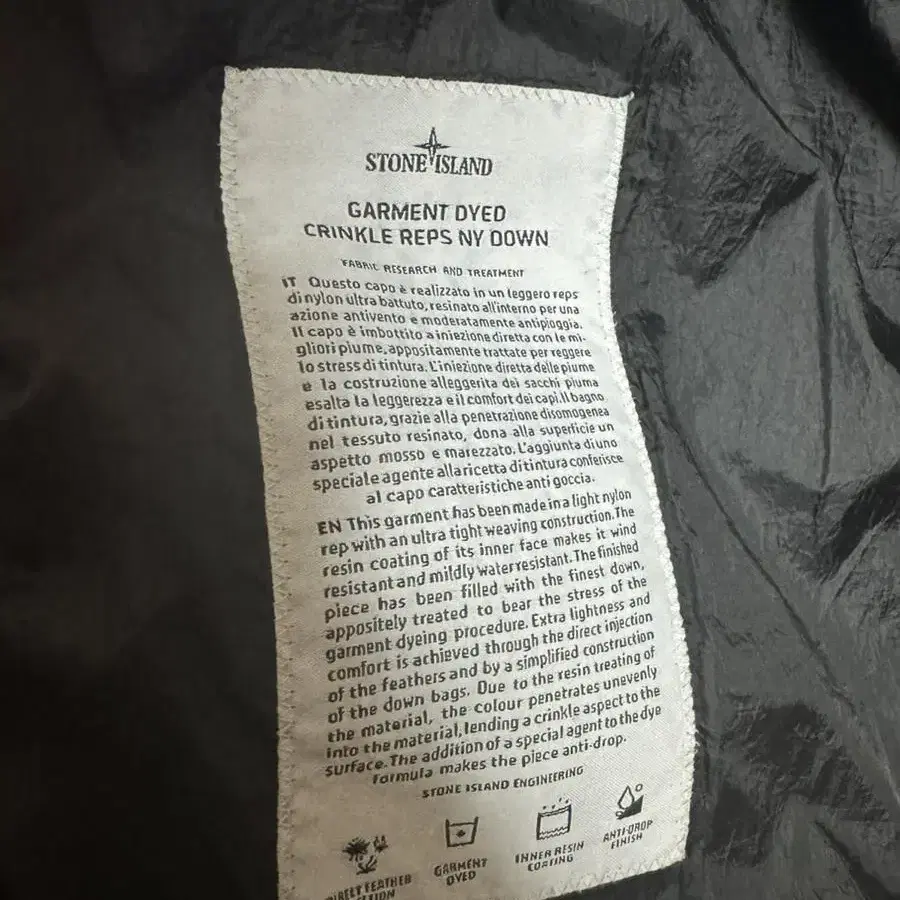 STONE ISLAND
GARMENT DYED
CRINKLE REPS NY DOWN
FABRIC RESEARCH AND TREATMENT
IT Questo capo è realizzato in un leggero reps
di nylon ultra battuto, resinato all'interno per una
azione antivento e moderatamente antipioggia.
Il capo è imbottito a iniezione diretta con le mi-
gliori piume, appositamente trattate per reggere
lo stress di tintura. L'iniezione diretta delle piume
e la costruzione alleggerita dei sacchi piuma
esalta la leggerezza e il comfort dei capi. Il bagno
di tintura, grazie alla penetrazione disomogenea
nel tessuto resinato, dona alla superficie un
aspetto mosso e marezzato. L'aggiunta di uno
speciale agente alla ricetta di tintura conferisce
al capo caratteristiche anti goccia.
EN This garment has been made in a light nylon
rep with an ultra tight weaving construction. The
resin coating of its inner face makes it wind
resistant and mildly water resistant. The finished
piece has been filled with the finest down,
appositely treated to bear the stress of the
garment dyeing procedure. Extra lightness and
comfort is achieved through the direct injection
of the feathers and by a simplified construction
of the down bags. Due to the resin treating of
the material, the colour penetrates unevenly
into the material, lending a crinkle aspect to the
surface. The addition of a special agent to the dye
formula makes the piece anti-drop.
STONE ISLAND ENGINEERING
FEATHER
GARMENT
DYED
INNER RESIN
COATING
ANTI-DROP
FINISH